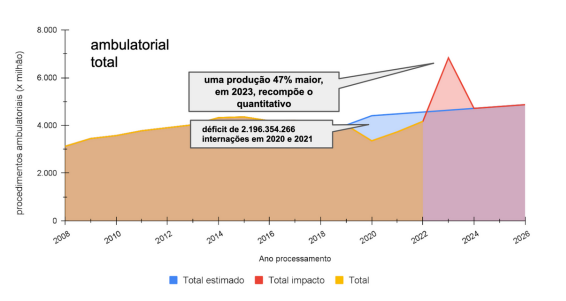 8.000
6.000
4.000
2.000
0
procedimentos ambulatoriais (x milhão)
ambulatorial
total
uma produção 47% maior,
em 2023, recompõe o
quantitativo
déficit de 2.196.354.266
internações em 2020 e 2021
2008
2010
2012
2014
2016
2018
2020
2022
2024
2026
Ano processamento
Total estimado
Total impacto
Total